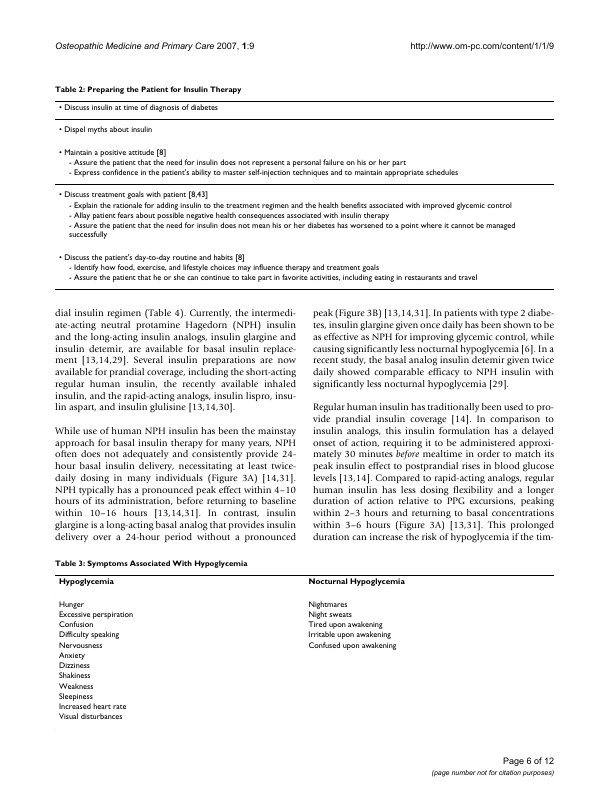 Osteopathic Medicine and Primary Care 2007, 1:9
http://www.om-pc.com/content/1/1/9
Table 2: Preparing the Patient for Insulin Therapy
• Discuss insulin at time of diagnosis of diabetes
• Dispel myths about insulin
• Maintain a positive attitude [8]
- Assure the patient that the need for insulin does not represent a personal failure on his or her part
- Express confidence in the patient's ability to master self-injection techniques and to maintain appropriate schedules
• Discuss treatment goals with patient [8,43]
- Explain the rationale for adding insulin to the treatment regimen and the health benefits associated with improved glycemic control
- Allay patient fears about possible negative health consequences associated with insulin therapy
- Assure the patient that the need for insulin does not mean his or her diabetes has worsened to a point where it cannot be managed
successfully
• Discuss the patient's day-to-day routine and habits [8]
- Identify how food, exercise, and lifestyle choices may influence therapy and treatment goals
- Assure the patient that he or she can continue to take part in favorite activities, including eating in restaurants and travel
dial insulin regimen (Table 4). Currently, the intermedi-
ate-acting neutral protamine Hagedorn (NPH) insulin
and the long-acting insulin analogs, insulin glargine and
insulin detemir, are available for basal insulin replace-
ment [13,14,29]. Several insulin preparations are now
available for prandial coverage, including the short-acting
regular human insulin, the recently available inhaled
insulin, and the rapid-acting analogs, insulin lispro, insu-
lin aspart, and insulin glulisine [13,14,30].
While use of human NPH insulin has been the mainstay
approach for basal insulin therapy for many years, NPH
often does not adequately and consistently provide 24-
hour basal insulin delivery, necessitating at least twice-
daily dosing in many individuals (Figure 3A) [14,31].
NPH typically has a pronounced peak effect within 4–10
hours of its administration, before returning to baseline
within 10–16 hours [13,14,31]. In contrast, insulin
glargine is a long-acting basal analog that provides insulin
delivery over a 24-hour period without a pronounced
peak (Figure 3B) [13,14,31]. In patients with type 2 diabe-
tes, insulin glargine given once daily has been shown to be
as effective as NPH for improving glycemic control, while
causing significantly less nocturnal hypoglycemia [6]. In a
recent study, the basal analog insulin detemir given twice
daily showed comparable efficacy to NPH insulin with
significantly less nocturnal hypoglycemia [29].
Regular human insulin has traditionally been used to pro-
vide prandial insulin coverage [14]. In comparison to
insulin analogs, this insulin formulation has a delayed
onset of action, requiring it to be administered approxi-
mately 30 minutes before mealtime in order to match its
peak insulin effect to postprandial rises in blood glucose
levels [13,14]. Compared to rapid-acting analogs, regular
human insulin has less dosing flexibility and a longer
duration of action relative to PPG excursions, peaking
within 2–3 hours and returning to basal concentrations
within 3–6 hours (Figure 3A) [13,31]. This prolonged
duration can increase the risk of hypoglycemia if the tim-
Table 3: Symptoms Associated With Hypoglycemia
Hypoglycemia
Nocturnal Hypoglycemia
Hunger
Nightmares
Excessive perspiration
Night sweats
Confusion
Tired upon awakening
Difficulty speaking
Irritable upon awakening
Nervousness
Confused upon awakening
Anxiety
Dizziness
Shakiness
Weakness
Sleepiness
Increased heart rate
Visual disturbances
Page 6 of 12
(page number not for citation purposes)